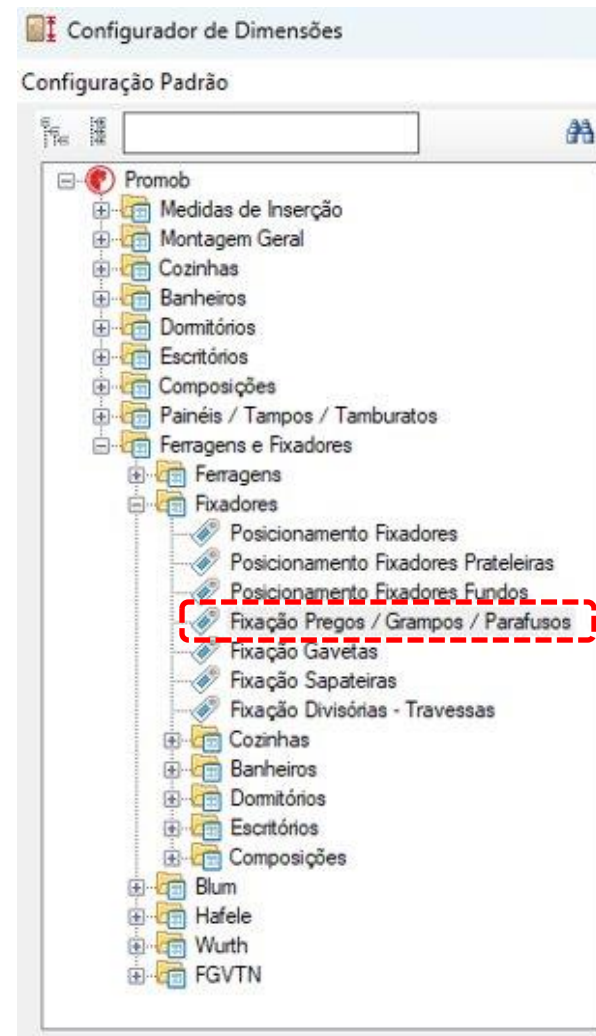 Configurador de Dimensões
Configuração Padrão
Promob
Medidas de Inserção
Montagem Geral
Cozinhas
Banheiros
Dormitórios
Escritórios
Composições
Painéis / Tampos / Tamburatos
Ferragens e Fixadores
Ferragens
Fixadores
Posicionamento Fixadores
Posicionamento Fixadores Prateleiras
Posicionamento Fixadores Fundos
Fixação Pregos / Grampos / Parafusos
Fixação Gavetas
Fixação Sapateiras
Fixação Divisórias - Travessas
Cozinhas
Banheiros
Dormitórios
Escritórios
Composições
Blum
Hafele
Wurth
FGVTN